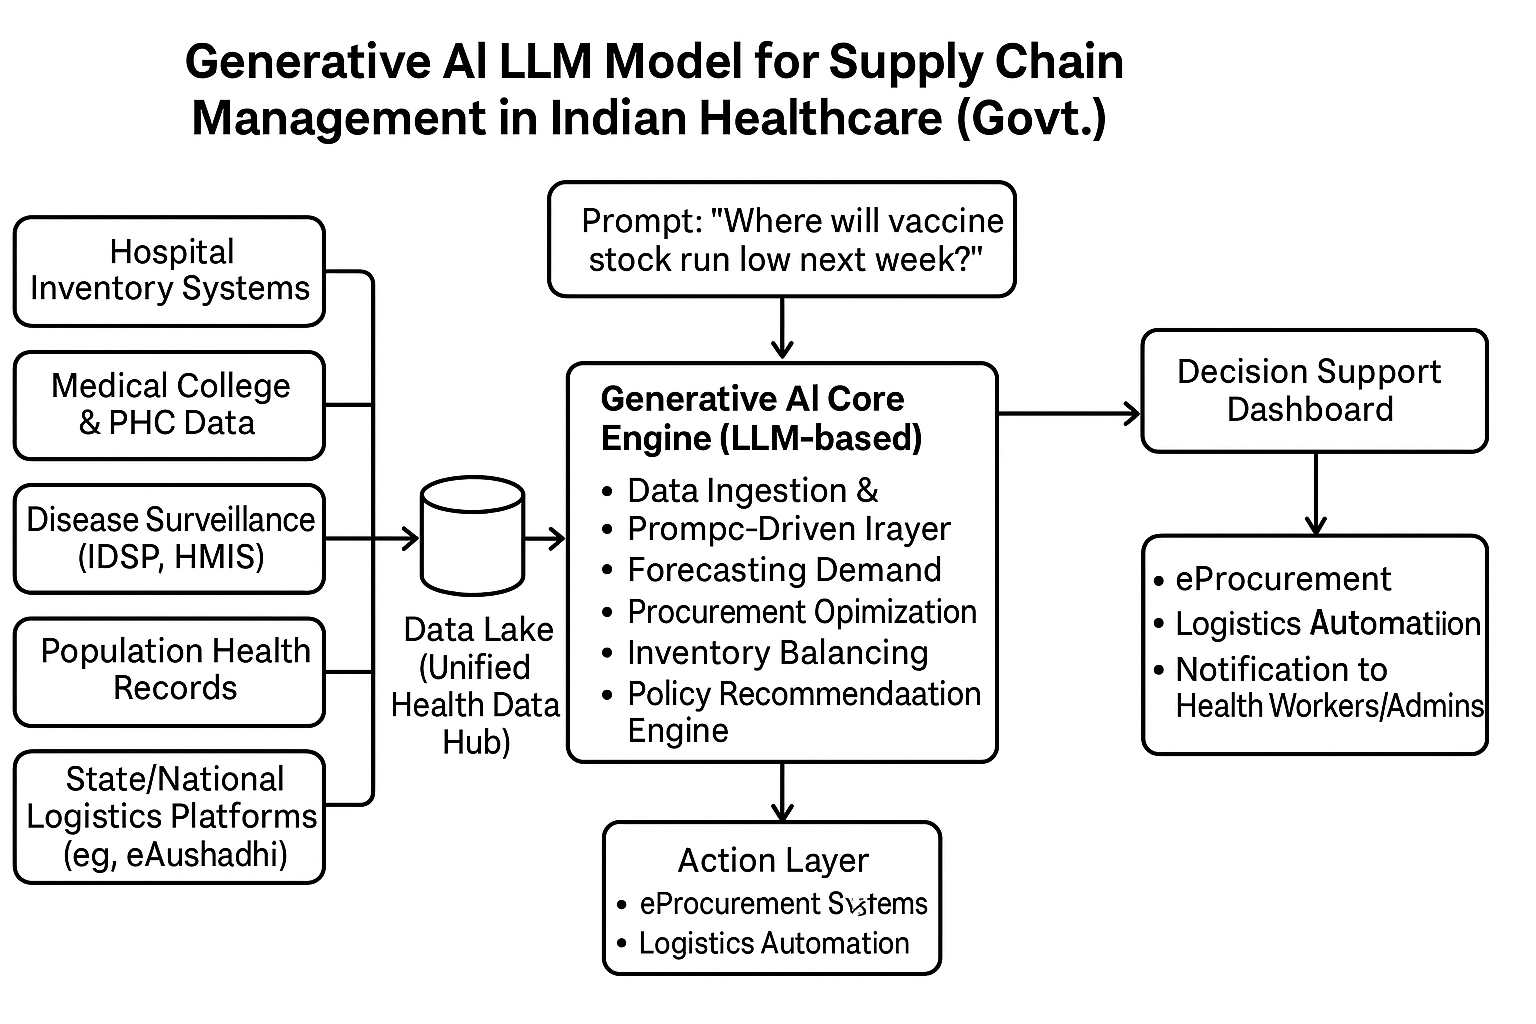 Generative AI LLM Model for Supply Chain
Management in Indian Healthcare (Govt.)
Hospital
Inventory Systems
Medical College
& PHC Data
Disease Surveillance
(IDSP, HMIS)
Population Health
Records
State/National
Logistics Platforms
(eg, eAushadhi)
Data Lake
(Unified
Health Data
Hub)
Prompt: "Where will vaccine
stock run low next week?"
Generative AI Core
Engine (LLM-based)
• Data Ingestion &
• Prompc-Driven Irayer
• Forecasting Demand
• Procurement Opimization
• Inventory Balancing
• Policy Recommendaation
Engine
Action Layer
• eProcurement
• Logistics Automation
Decision Support
Dashboard
• eProcurement
• Logistics Automatiion
• Notification to
Health Workers/Admins